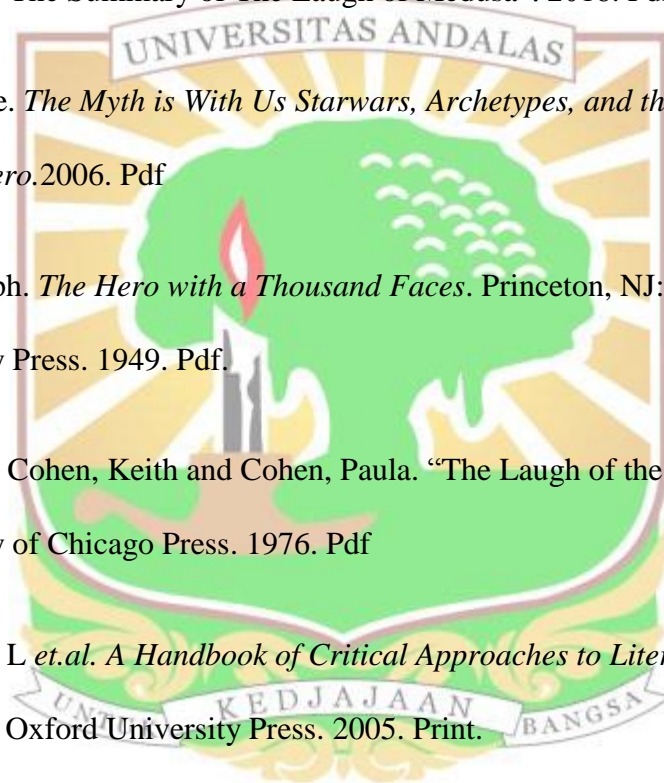 The Summary of The Laugh of Medusa". 2018. Pdf
UNIVERSITAS ANDALAS
e. The Myth is With Us Starwars, Archetypes, and th
ero.2006. Pdf
ph. The Hero with a Thousand Faces. Princeton, NJ:
y Press. 1949. Pdf.
Cohen, Keith and Cohen, Paula. “The Laugh of the
y of Chicago Press. 1976. Pdf
L et.al. A Handbook of Critical Approaches to Liter
UNTUK KEDJAJAAN BANGSA
Oxford University Press. 2005. Print.